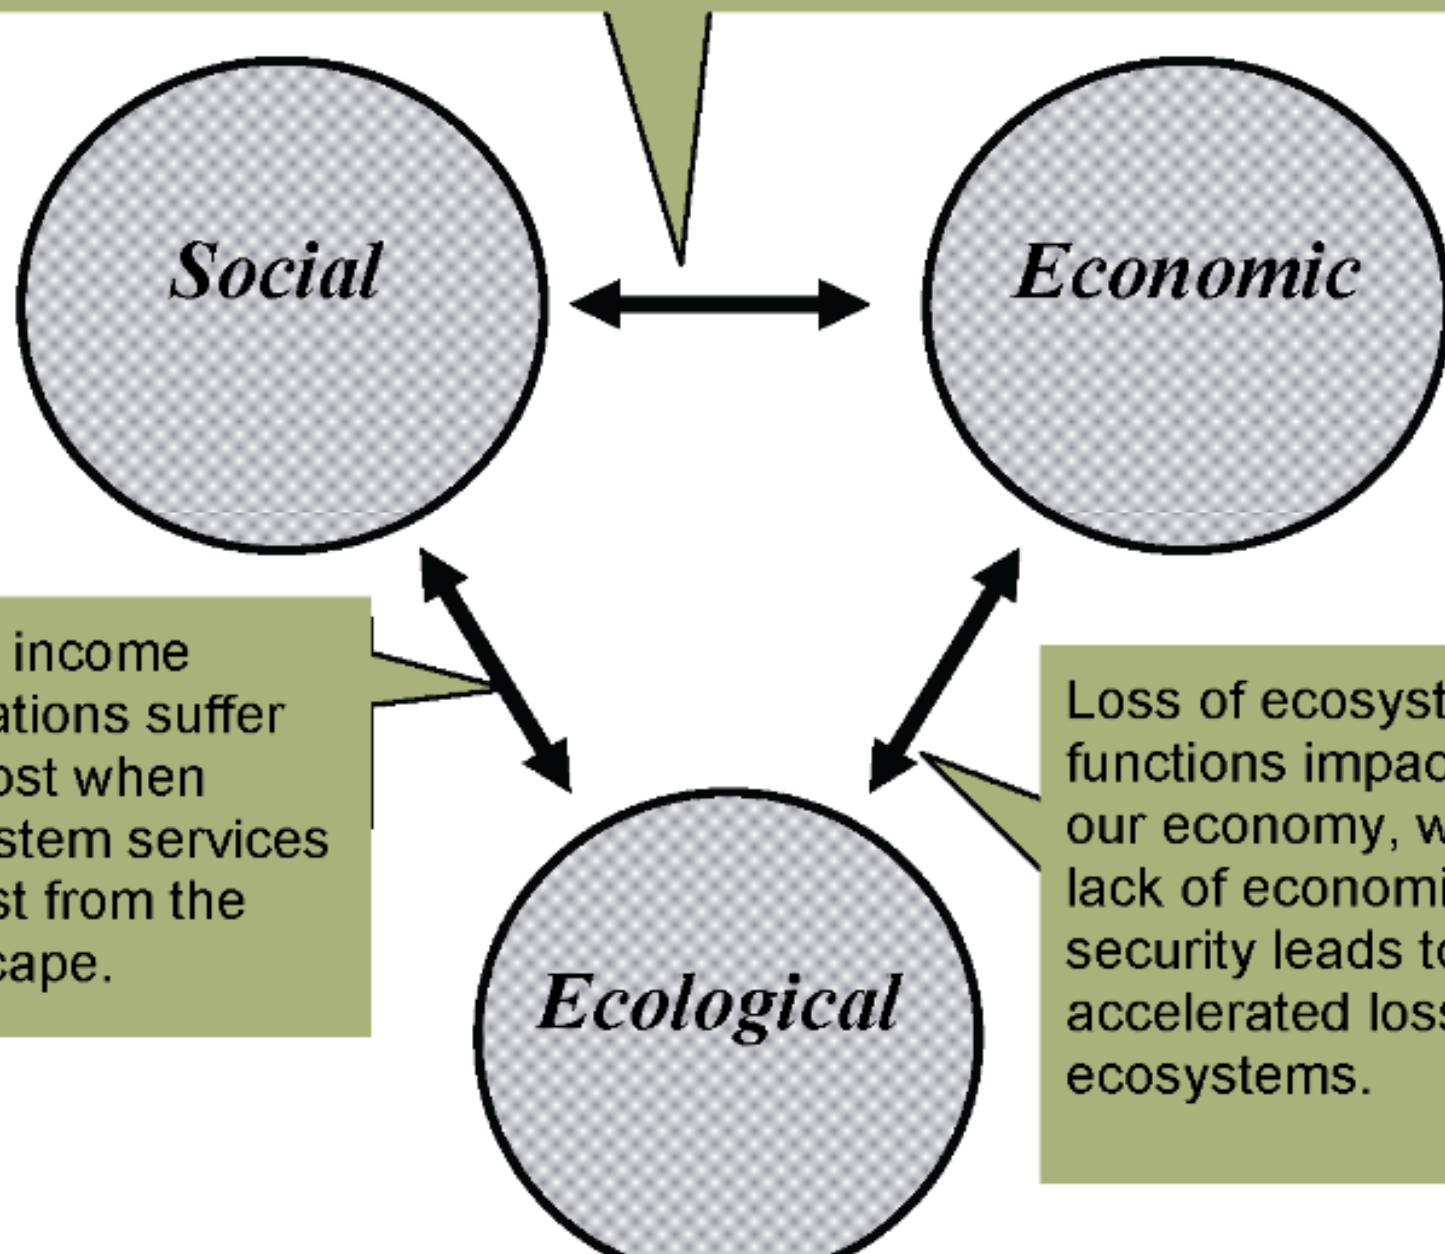 Social
Economic
income
ations suffer
ost when
stem services
st from the
cape.
Loss of ecosyst
functions impac
our economy, w
lack of economi
security leads to
accelerated loss
ecosystems.
Ecological